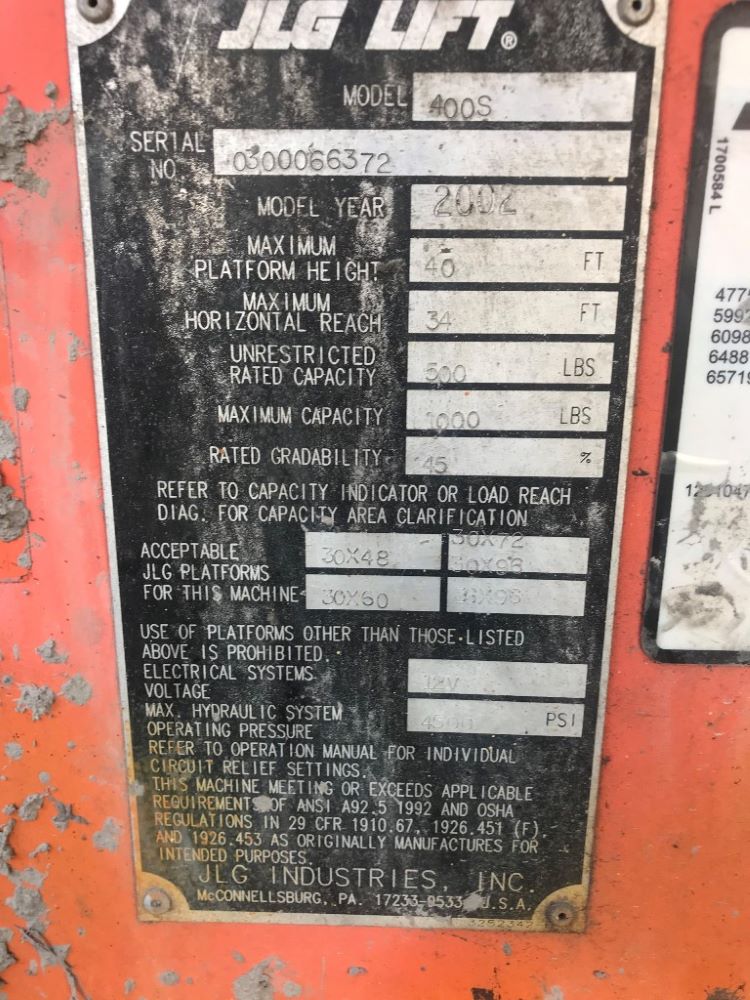 JLG LIFT®
MODEL 400S
SERIAL NO. 0300066372
MODEL YEAR 2002
MAXIMUM
PLATFORM HEIGHT 40 FT
MAXIMUM
HORIZONTAL REACH 34 FT
UNRESTRICTED
RATED CAPACITY 500 LBS
MAXIMUM CAPACITY 1000 LBS
RATED GRADABILITY 45 %
REFER TO CAPACITY INDICATOR OR LOAD REACH
DIAG. FOR CAPACITY AREA CLARIFICATION
ACCEPTABLE
JLG PLATFORMS
FOR THIS MACHINE
30X48 30X72
30X60
USE OF PLATFORMS OTHER THAN THOSE LISTED
ABOVE IS PROHIBITED.
ELECTRICAL SYSTEMS
VOLTAGE 12V
MAX. HYDRAULIC SYSTEM
OPERATING PRESSURE PSI
REFER TO OPERATION MANUAL FOR INDIVIDUAL
CIRCUIT RELIEF SETTINGS.
THIS MACHINE MEETING OR EXCEEDS APPLICABLE
REQUIREMENTS OF ANSI A92.5 1992 AND OSHA
REGULATIONS IN 29 CFR 1910.67, 1926.451 (F)
AND 1926.453 AS ORIGINALLY MANUFACTURES FOR
INTENDED PURPOSES.
JLG INDUSTRIES, INC.
McCONNELLSBURG, PA. 17233-9533 U.S.A.
1700584 L
4775
5992
6098
6488
65719